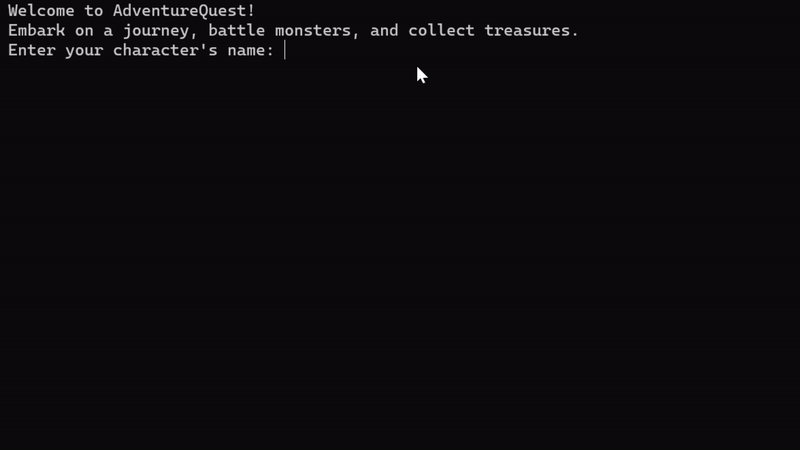 Welcome to AdventureQuest!
Embark on a journey, battle monsters, and collect treasures.
Enter your character's name: